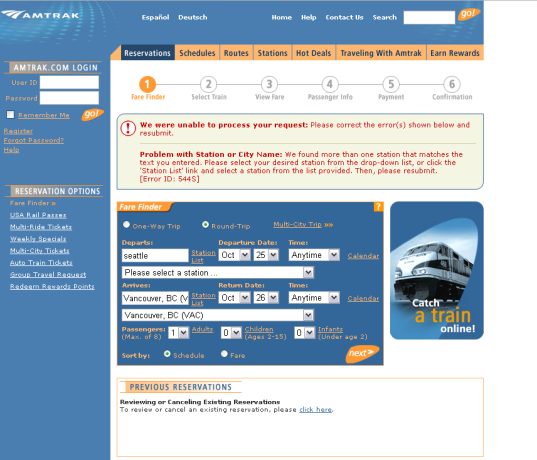 AMTRAK
Español Deutsch Home Help Contact Us Search go!
Reservations Schedules Routes Stations Hot Deals Traveling With Amtrak Earn Rewards
AMTRAK.COM LOGIN
User ID
Password
Remember Me go!
Register
Forgot Password?
Help
1 2 3 4 5 6
Fare Finder Select Train View Fare Passenger Info Payment Confirmation
We were unable to process your request: Please correct the error(s) shown below and
resubmit.
Problem with Station or City Name: We found more than one station that matches the
text you entered. Please select your desired station from the drop-down list, or click the
'Station List' link and select a station from the list provided. Then, please resubmit.
[Error ID: 544S]
RESERVATION OPTIONS
Fare Finder »
USA Rail Passes
Multi-Ride Tickets
Weekly Specials
Multi-City Tickets
Auto Train Tickets
Group Travel Request
Redeem Rewards Points
Fare Finder ?
One-Way Trip Round-Trip Multi-City Trip »»
Departs: Departure Date: Time:
seattle Station List Oct 25 Anytime Calendar
Please select a station ...
Arrives: Return Date: Time:
Vancouver, BC (V Station List Oct 26 Anytime Calendar
Vancouver, BC (VAC)
Passengers: 1 Adults 0 Children 0 Infants
(Max. of 8) (Ages 2-15) (Under age 2)
Sort by: Schedule Fare next>
Catch
a train
online!
PREVIOUS RESERVATIONS
Reviewing or Canceling Existing Reservations
To review or cancel an existing reservation, please click here.